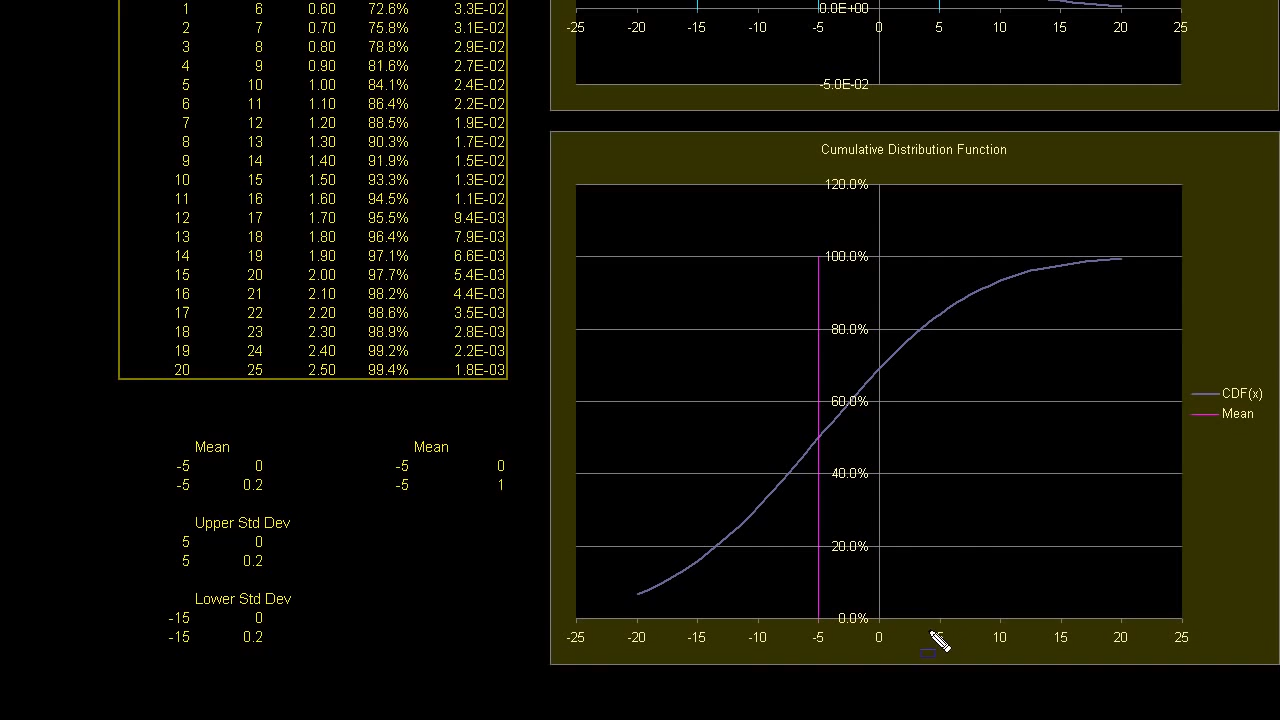 1 6 0.60 72.6% 3.3E-02
2 7 0.70 75.8% 3.1E-02
3 8 0.80 78.8% 2.9E-02
4 9 0.90 81.6% 2.7E-02
5 10 1.00 84.1% 2.4E-02
6 11 1.10 86.4% 2.2E-02
7 12 1.20 88.5% 1.9E-02
8 13 1.30 90.3% 1.7E-02
9 14 1.40 91.9% 1.5E-02
10 15 1.50 93.3% 1.3E-02
11 16 1.60 94.5% 1.1E-02
12 17 1.70 95.5% 9.4E-03
13 18 1.80 96.4% 7.9E-03
14 19 1.90 97.1% 6.6E-03
15 20 2.00 97.7% 5.4E-03
16 21 2.10 98.2% 4.4E-03
17 22 2.20 98.6% 3.5E-03
18 23 2.30 98.9% 2.8E-03
19 24 2.40 99.2% 2.2E-03
20 25 2.50 99.4% 1.8E-03
Mean Mean
-5 0 -5 0
-5 0.2 -5 1
Upper Std Dev
5 0
5 0.2
Lower Std Dev
-15 0
-15 0.2
0.0E+00
-25 -20 -15 -10 -5 0 5 10 15 20 25
-5.0E-02
Cumulative Distribution Function
120.0%
100.0%
80.0%
60.0%
40.0%
20.0%
0.0%
-25 -20 -15 -10 -5 0 5 10 15 20 25
CDF(x)
Mean